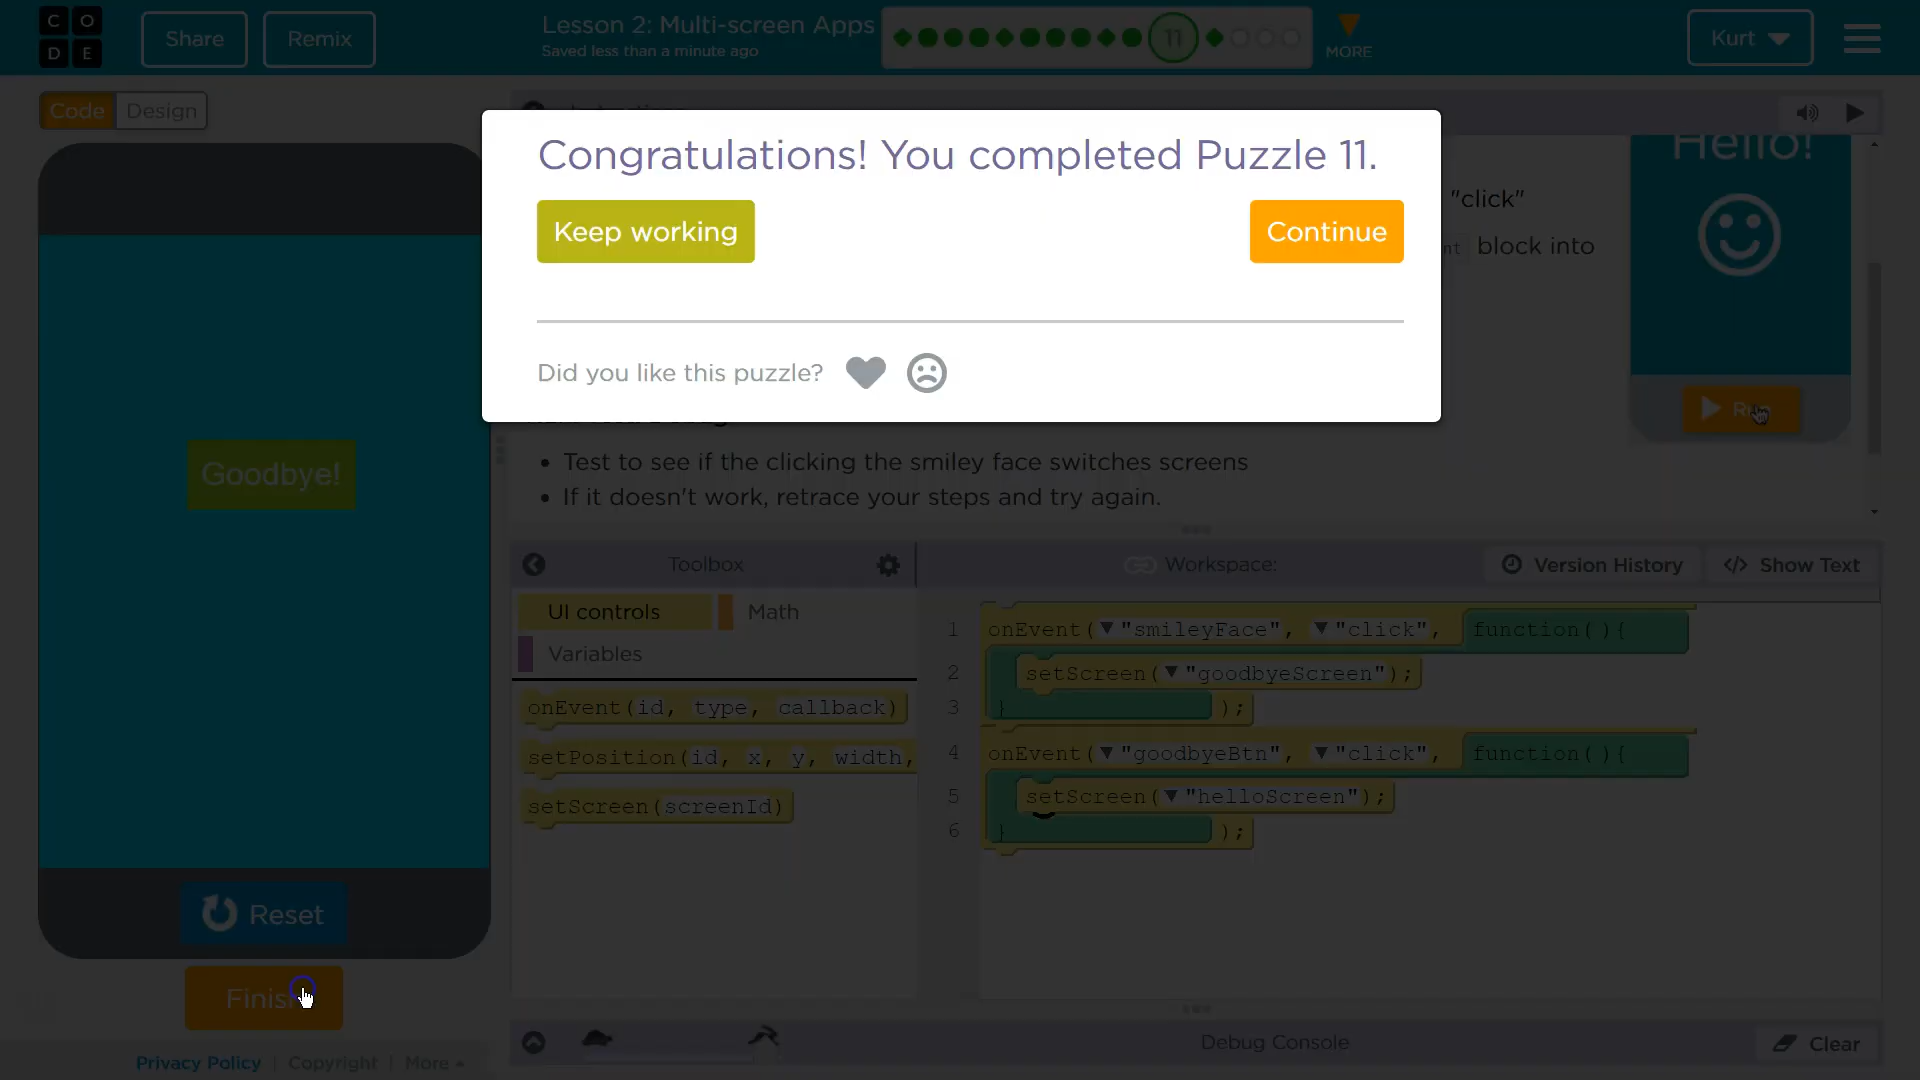 C O
D E
Share
Remix
Lesson 2: Multi-screen Apps
Saved less than a minute ago
11
MORE
Kurt
Code
Design
Hello!
Congratulations! You completed Puzzle 11.
Keep working
Continue
"click"
block into
Did you like this puzzle?
Test to see if the clicking the smiley face switches screens
If it doesn't work, retrace your steps and try again.
Goodbye!
Toolbox
Workspace:
Version History
</> Show Text
UI controls
Math
Variables
onEvent(id, type, callback)
setPosition(id, x, y, width,
setScreen(screenId)
1 onEvent(▼"smileyFace", ▼"click", function(){
2 setScreen(▼"goodbyeScreen");
3 } );
4 onEvent(▼"goodbyeBtn", ▼"click", function(){
5 setScreen(▼"helloScreen");
6 } );
Reset
Finish
Debug Console
Clear
Privacy Policy | Copyright | More